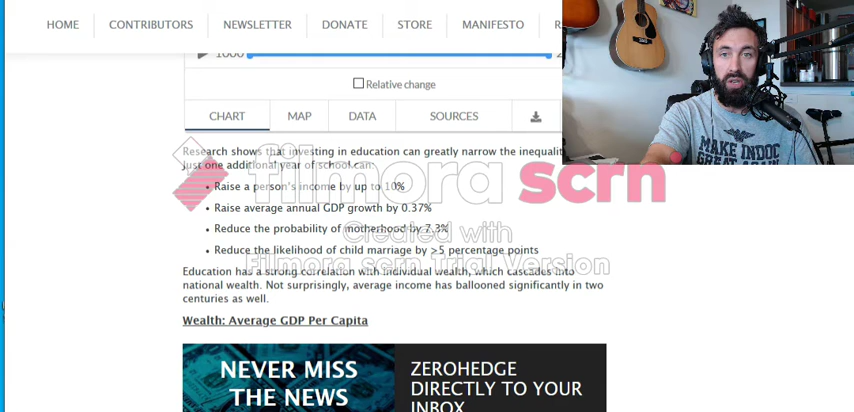 HOME CONTRIBUTORS NEWSLETTER DONATE STORE MANIFESTO
1000
Relative change
CHART MAP DATA SOURCES
Research shows that investing in education can greatly narrow the
just one additional year of school can:
• Raise a person's income by up to 10%
• Raise average annual GDP growth by 0.37%
• Reduce the probability of motherhood by 7.3%
• Reduce the likelihood of child marriage by >5 percentage points
Education has a strong correlation with individual wealth, which cascades into
national wealth. Not surprisingly, average income has ballooned significantly in two
centuries as well.
Wealth: Average GDP Per Capita
NEVER MISS
THE NEWS
ZEROHEDGE
DIRECTLY TO YOUR
INBOX
filmora scrn
Created with
Filmora scrn Trial Version
MAKE
GREAT